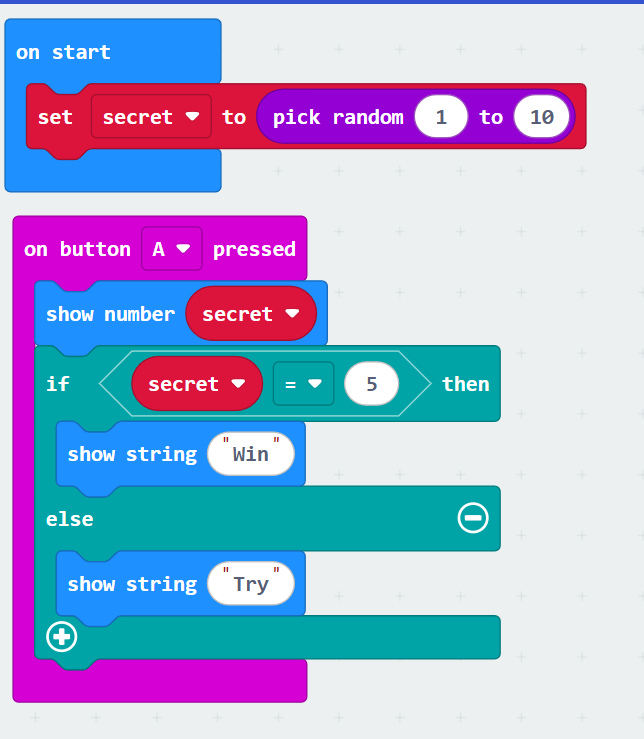 on start
set secret to pick random 1 to 10
on button A pressed
show number secret
if secret = 5 then
show string "Win"
else
show string "Try"